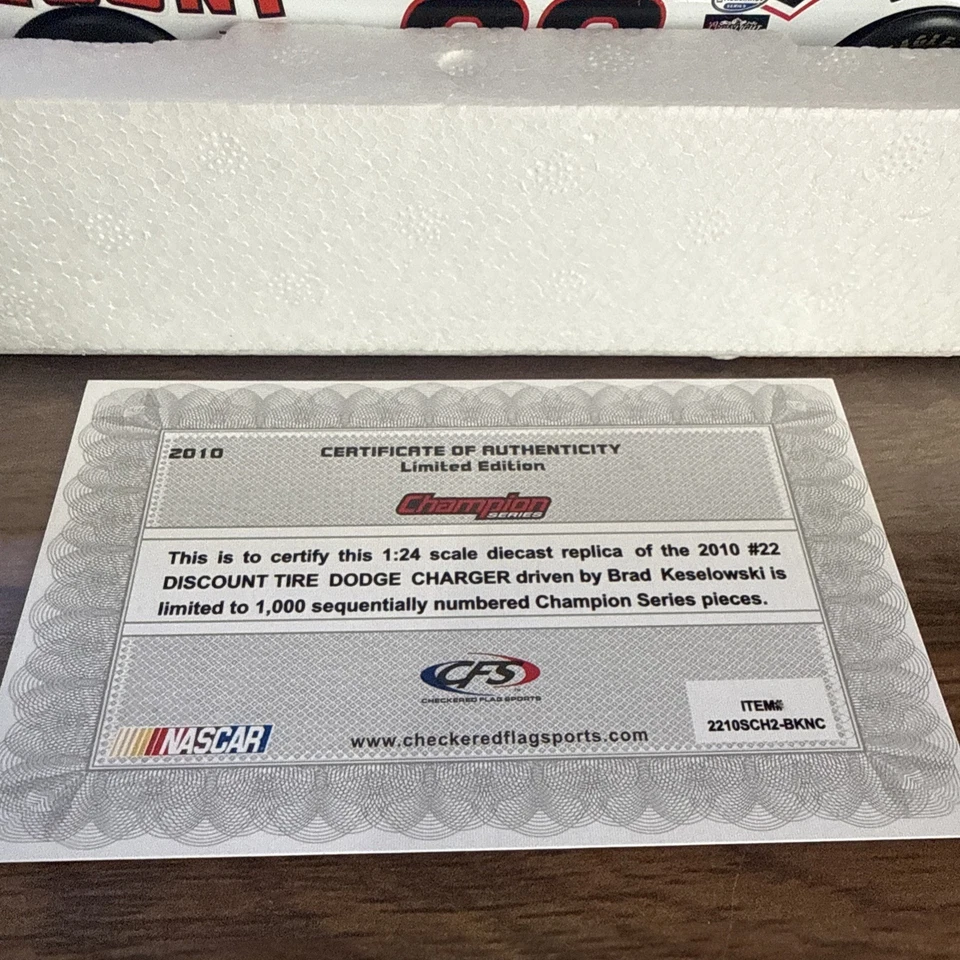 OUNT 22
2010 CERTIFICATE OF AUTHENTICITY
Limited Edition
Champion
SERIES
This is to certify this 1:24 scale diecast replica of the 2010 #22
DISCOUNT TIRE DODGE CHARGER driven by Brad Keselowski is
limited to 1,000 sequentially numbered Champion Series pieces.
CFS
CHECKERED FLAG SPORTS
ITEM#
2210SCH2-BKNC
NASCAR
www.checkeredflagsports.com